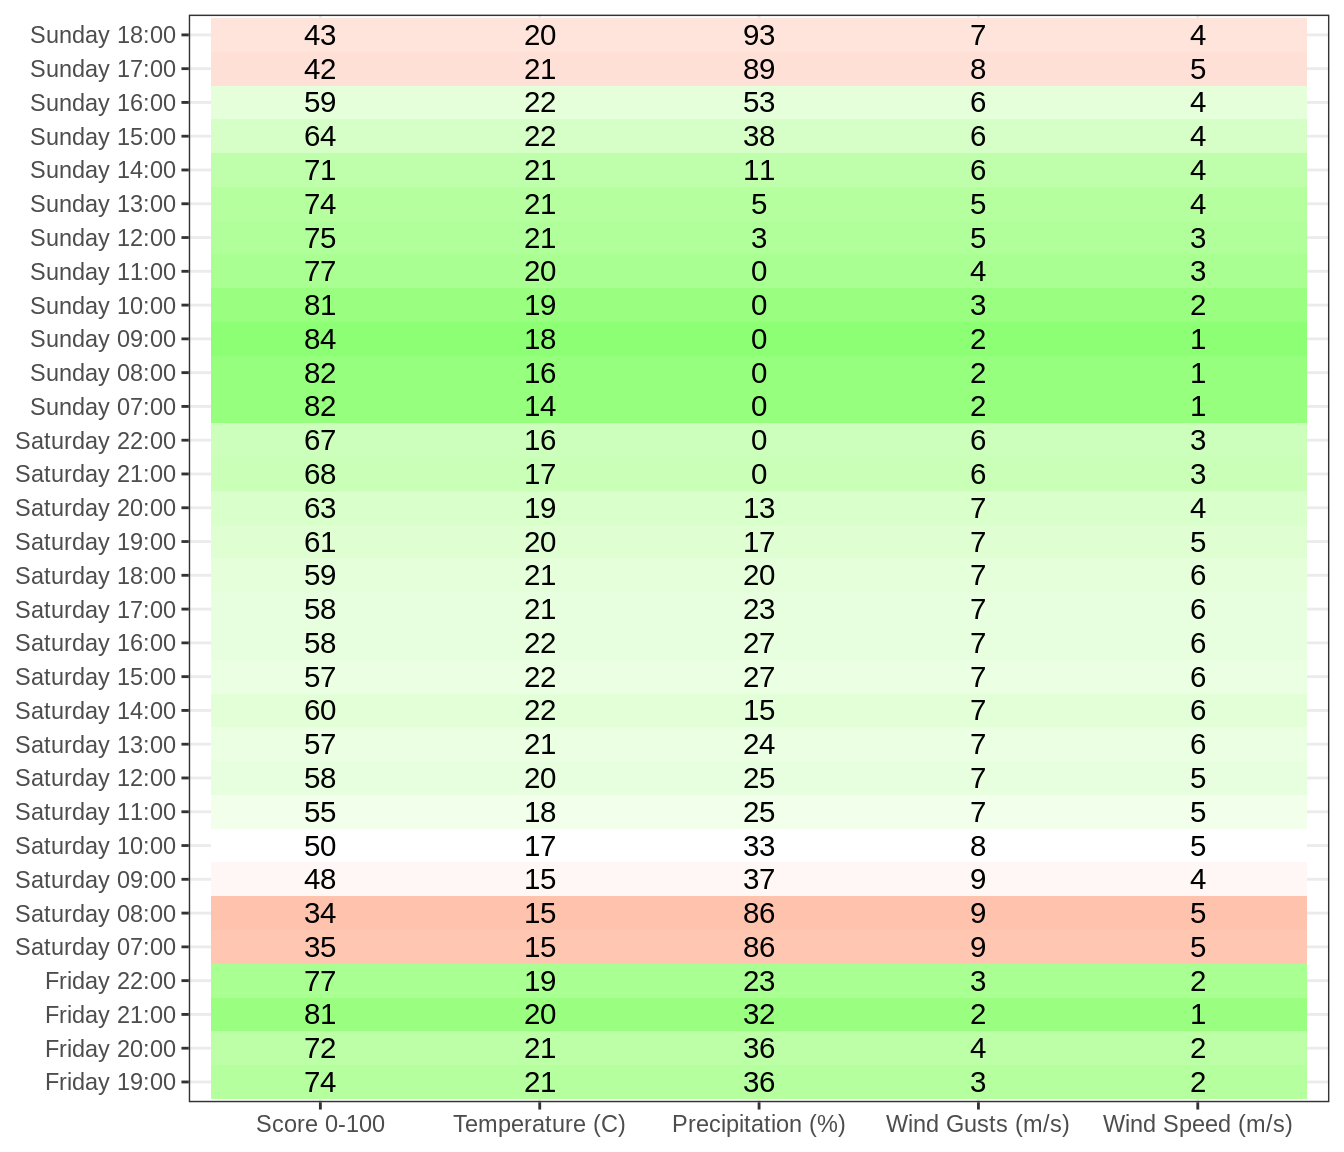 Sunday 18:00 43 20 93 7 4
Sunday 17:00 42 21 89 8 5
Sunday 16:00 59 22 53 6 4
Sunday 15:00 64 22 38 6 4
Sunday 14:00 71 21 11 6 4
Sunday 13:00 74 21 5 5 4
Sunday 12:00 75 21 3 5 3
Sunday 11:00 77 20 0 4 3
Sunday 10:00 81 19 0 3 2
Sunday 09:00 84 18 0 2 1
Sunday 08:00 82 16 0 2 1
Sunday 07:00 82 14 0 2 1
Saturday 22:00 67 16 0 6 3
Saturday 21:00 68 17 0 6 3
Saturday 20:00 63 19 13 7 4
Saturday 19:00 61 20 17 7 5
Saturday 18:00 59 21 20 7 6
Saturday 17:00 58 21 23 7 6
Saturday 16:00 58 22 27 7 6
Saturday 15:00 57 22 27 7 6
Saturday 14:00 60 22 15 7 6
Saturday 13:00 57 21 24 7 6
Saturday 12:00 58 20 25 7 5
Saturday 11:00 55 18 25 7 5
Saturday 10:00 50 17 33 8 5
Saturday 09:00 48 15 37 9 4
Saturday 08:00 34 15 86 9 5
Saturday 07:00 35 15 86 9 5
Friday 22:00 77 19 23 3 2
Friday 21:00 81 20 32 2 1
Friday 20:00 72 21 36 4 2
Friday 19:00 74 21 36 3 2
Score 0-100 Temperature (C) Precipitation (%) Wind Gusts (m/s) Wind Speed (m/s)